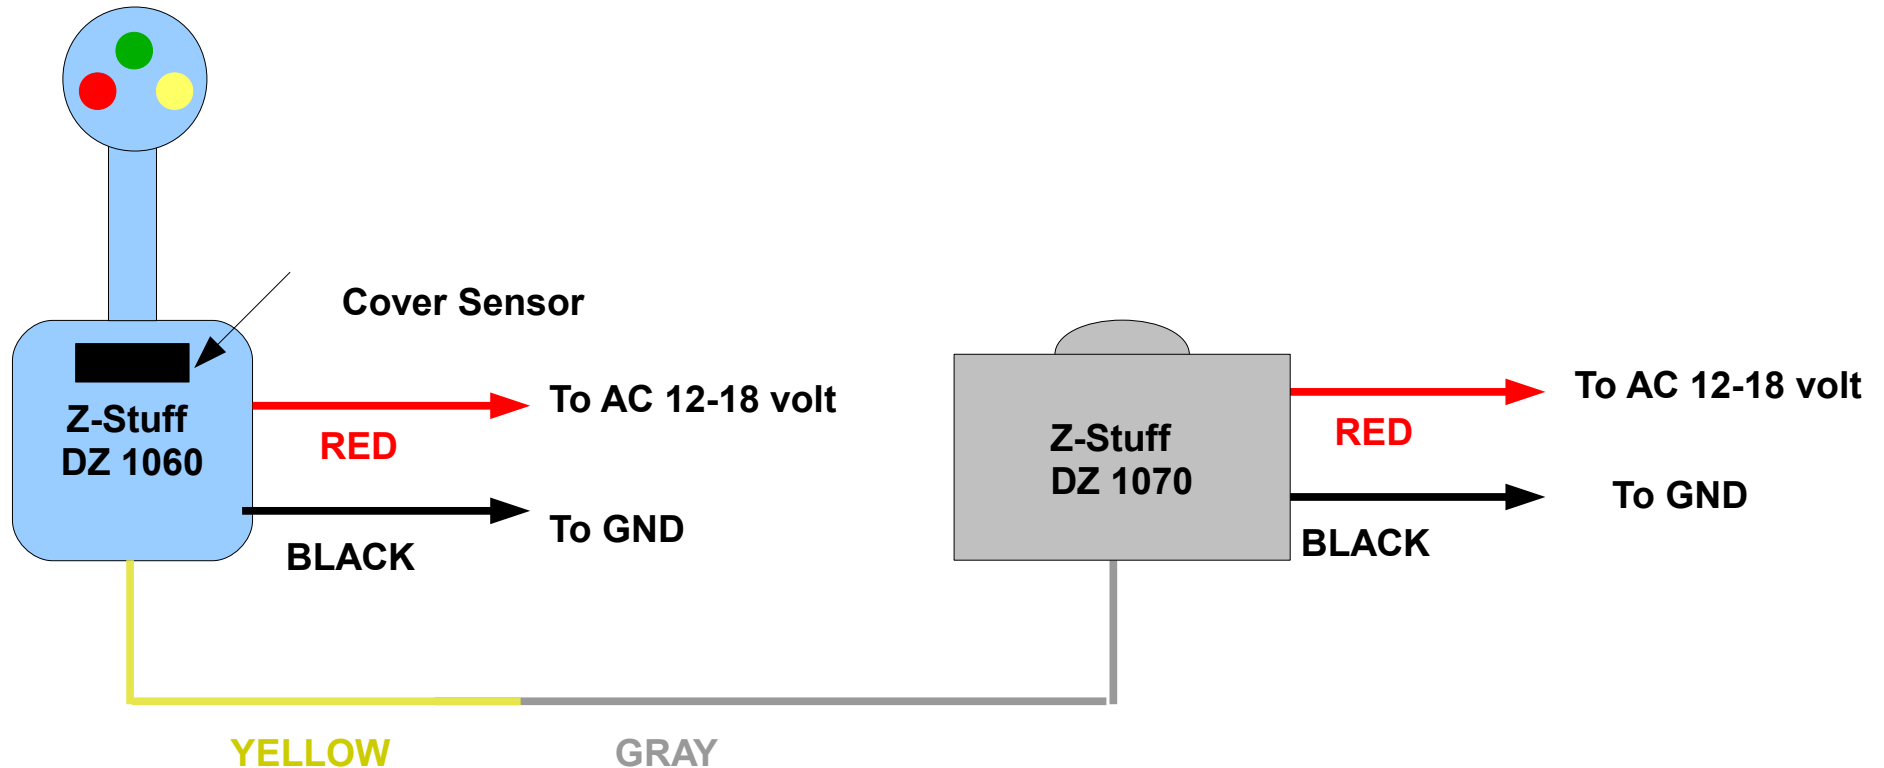 Cover Sensor
To AC 12-18 volt
RED
Z-Stuff
DZ 1060
To GND
BLACK
To AC 12-18 volt
RED
Z-Stuff
DZ 1070
To GND
BLACK
YELLOW
GRAY